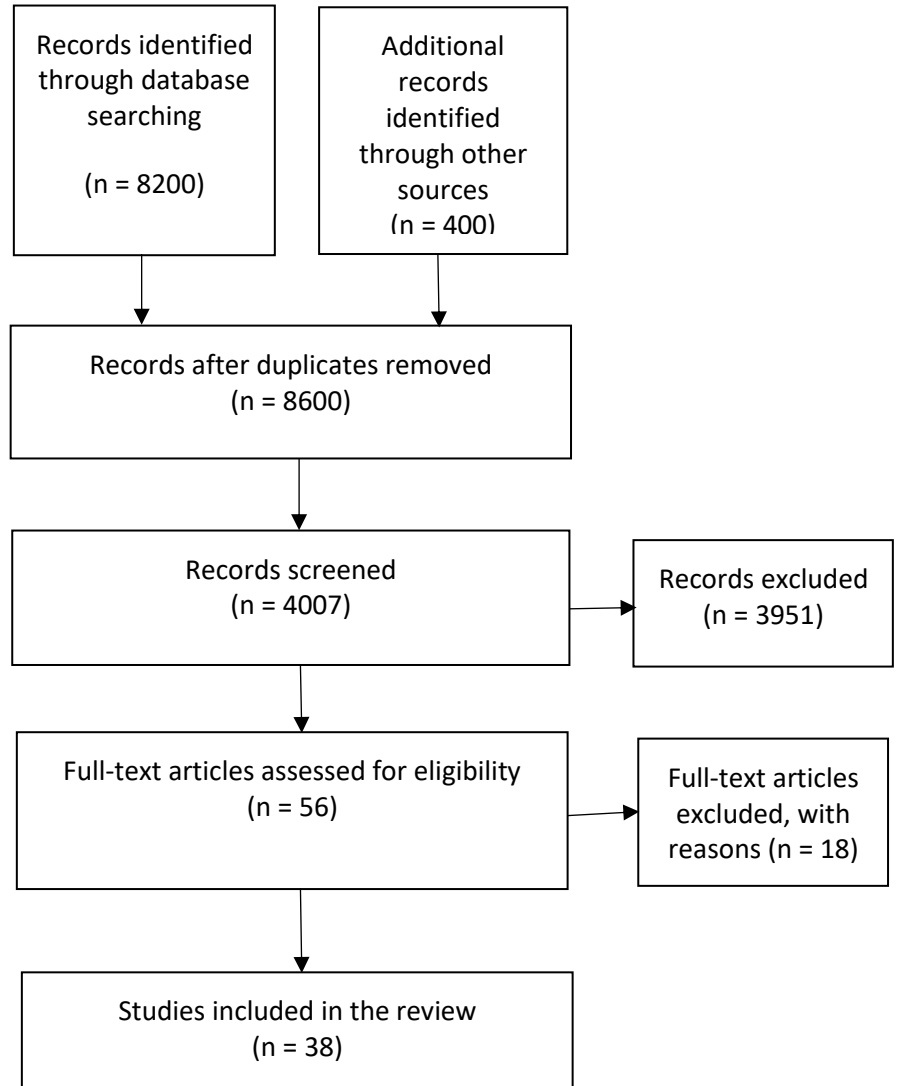 Records identified
through database
searching
(n = 8200)
Additional
records
identified
through other
sources
(n = 400)
Records after duplicates removed
(n = 8600)
Records screened
(n = 4007)
Records excluded
(n = 3951)
Full-text articles assessed for eligibility
(n = 56)
Full-text articles
excluded, with
reasons (n = 18)
Studies included in the review
(n = 38)